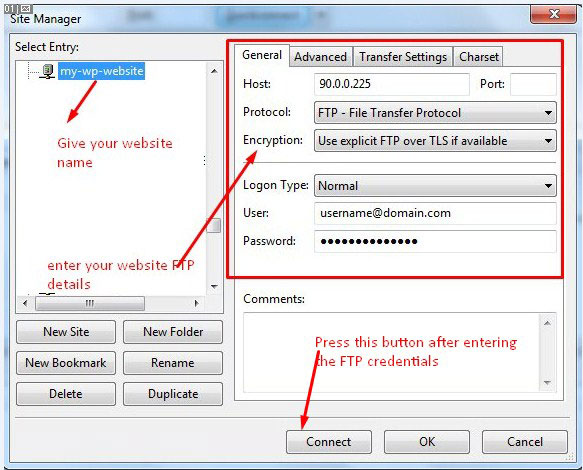 01
Site Manager
Select Entry:
my-wp-website
Give your website
name
enter your website FTP
details
New Site
New Folder
New Bookmark
Rename
Delete
Duplicate
General
Advanced
Transfer Settings
Charset
Host:
90.0.0.225
Port:
Protocol:
FTP - File Transfer Protocol
Encryption:
Use explicit FTP over TLS if available
Logon Type:
Normal
User:
username@domain.com
Password:
●●●●●●●●●●●●●●
Comments:
Press this button after entering
the FTP credentials
Connect
OK
Cancel